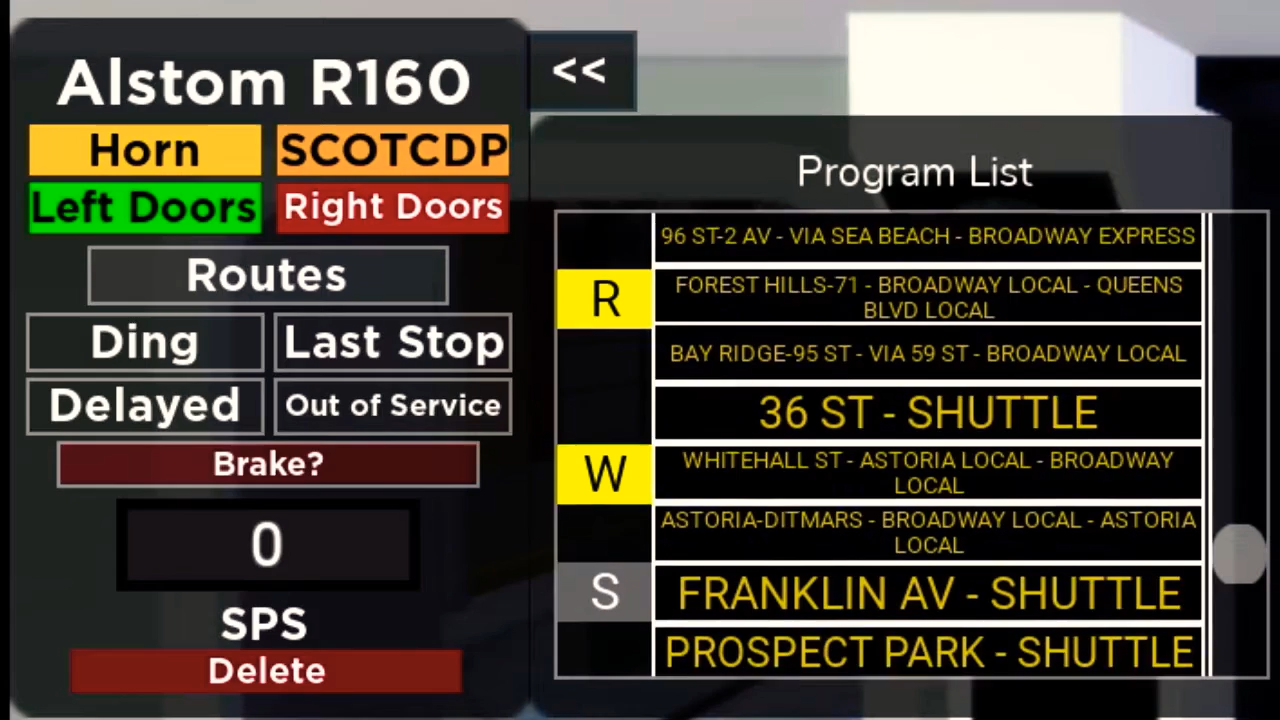 Alstom R160
<<
Horn
SCOTCDP
Left Doors
Right Doors
Routes
Ding
Last Stop
Delayed
Out of Service
Brake?
0
SPS
Delete
Program List
96 ST-2 AV - VIA SEA BEACH - BROADWAY EXPRESS
R
FOREST HILLS-71 - BROADWAY LOCAL - QUEENS
BLVD LOCAL
BAY RIDGE-95 ST - VIA 59 ST - BROADWAY LOCAL
36 ST - SHUTTLE
W
WHITEHALL ST - ASTORIA LOCAL - BROADWAY
LOCAL
ASTORIA-DITMARS - BROADWAY LOCAL - ASTORIA
LOCAL
S
FRANKLIN AV - SHUTTLE
PROSPECT PARK - SHUTTLE